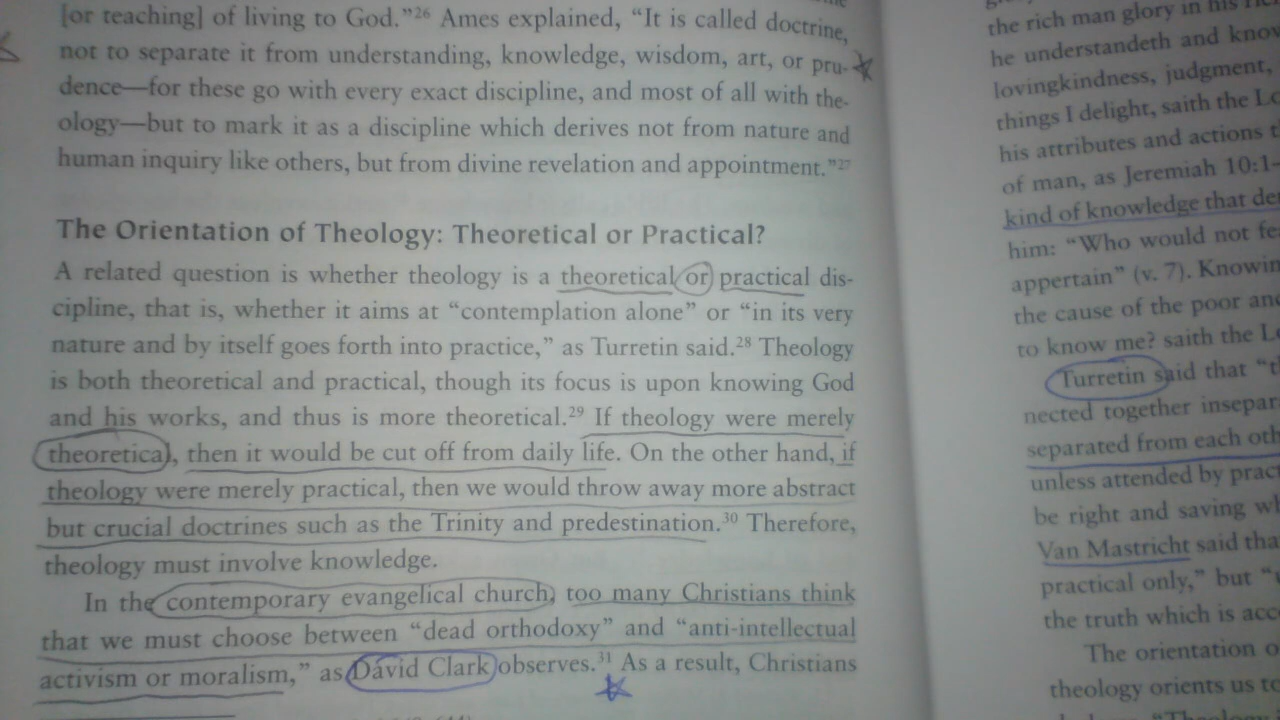 [or teaching] of living to God."26 Ames explained, "It is called doctrine,
not to separate it from understanding, knowledge, wisdom, art, or pru-
dence—for these go with every exact discipline, and most of all with the-
ology—but to mark it as a discipline which derives not from nature and
human inquiry like others, but from divine revelation and appointment."27
The Orientation of Theology: Theoretical or Practical?
A related question is whether theology is a theoretical or practical dis-
cipline, that is, whether it aims at "contemplation alone" or "in its very
nature and by itself goes forth into practice," as Turretin said.28 Theology
is both theoretical and practical, though its focus is upon knowing God
and his works, and thus is more theoretical.29 If theology were merely
theoretical, then it would be cut off from daily life. On the other hand, if
theology were merely practical, then we would throw away more abstract
but crucial doctrines such as the Trinity and predestination.30 Therefore,
theology must involve knowledge.
In the contemporary evangelical church, too many Christians think
that we must choose between "dead orthodoxy" and "anti-intellectual
activism or moralism," as David Clark observes.31 As a result, Christians
the rich man glory in his
he understandeth and know
lovingkindness, judgment,
things I delight, saith the
his attributes and actions
of man, as Jeremiah 10:1–
kind of knowledge that
him: "Who would not
appertain" (v. 7).
the cause of the poor
to know me? saith the
Turretin said that
nected together
separated from each
unless attended by
be right and saving
Van Mastricht said
practical only," but
the truth which is
The orientation
theology orients us